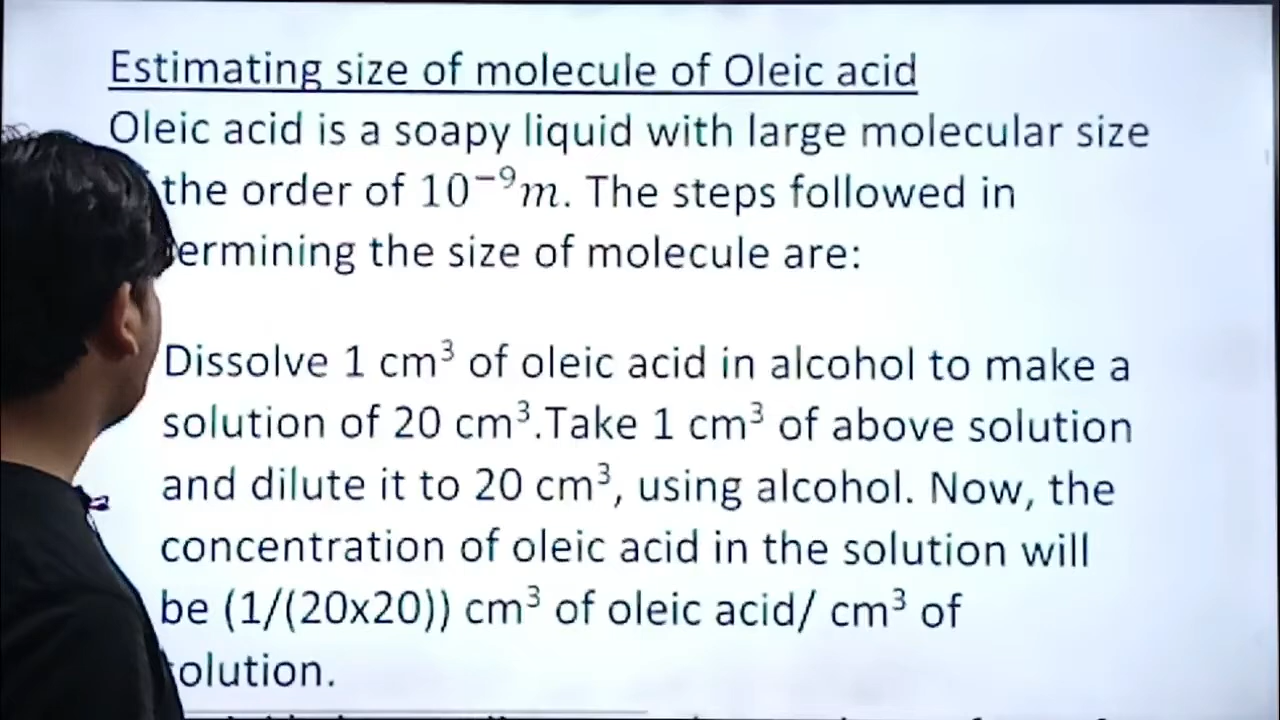 Estimating size of molecule of Oleic acid
Oleic acid is a soapy liquid with large molecular size
the order of 10⁻⁹m. The steps followed in
ermining the size of molecule are:
Dissolve 1 cm³ of oleic acid in alcohol to make a
solution of 20 cm³.Take 1 cm³ of above solution
and dilute it to 20 cm³, using alcohol. Now, the
concentration of oleic acid in the solution will
be (1/(20x20)) cm³ of oleic acid/ cm³ of
olution.